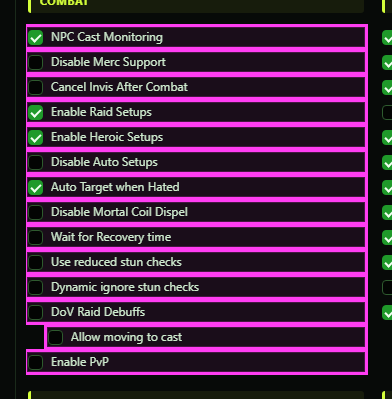 COMBAT
NPC Cast Monitoring
Disable Merc Support
Cancel Invis After Combat
Enable Raid Setups
Enable Heroic Setups
Disable Auto Setups
Auto Target when Hated
Disable Mortal Coil Dispel
Wait for Recovery time
Use reduced stun checks
Dynamic ignore stun checks
DoV Raid Debuffs
Allow moving to cast
Enable PvP